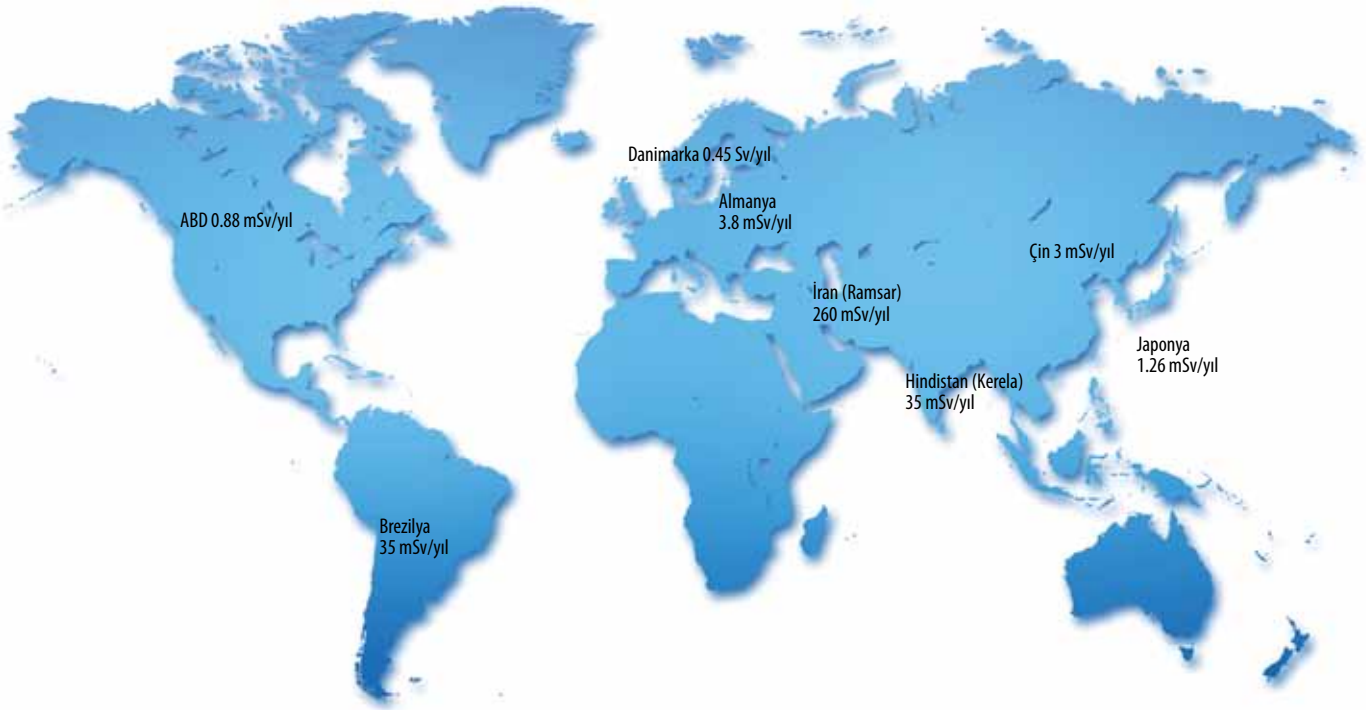 Danimarka 0.45 Sv/yıl
Almanya
3.8 mSv/yıl
ABD 0.88 mSv/yıl
Çin 3 mSv/yıl
İran (Ramsar)
260 mSv/yıl
Japonya
1.26 mSv/yıl
Hindistan (Kerela)
35 mSv/yıl
Brezilya
35 mSv/yıl